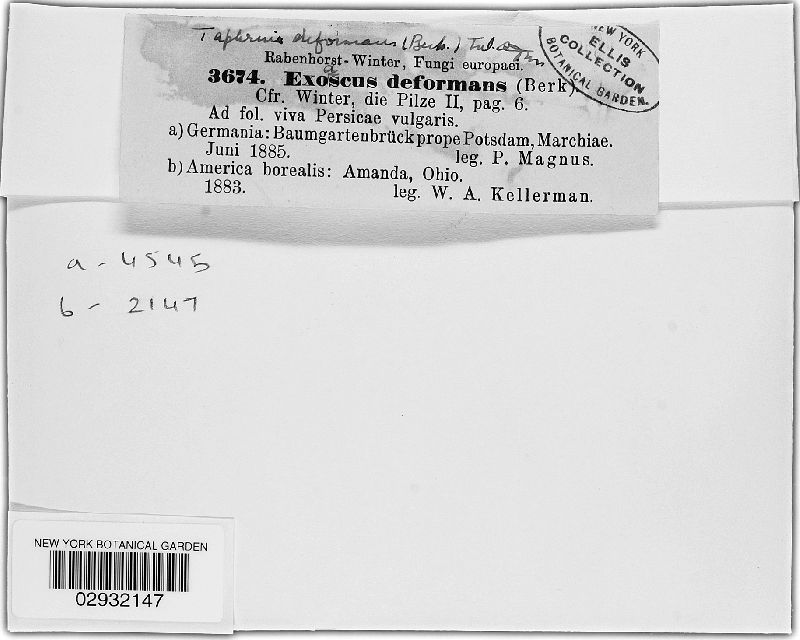 Taphrina deformans (Berk.) Tul.
NEW YORK
ELLIS
COLLECTION
BOTANICAL GARDEN.
Rabenhorst-Winter, Fungi europaei.
3674. Exoscus deformans (Berk).
a
Cfr. Winter, die Pilze II, pag. 6.
Ad fol. viva Persicae vulgaris.
a) Germania: Baumgartenbrück prope Potsdam, Marchiae.
Juni 1885. leg. P. Magnus.
b) America borealis: Amanda, Ohio.
1883. leg. W. A. Kellerman.
a - 4545
b - 2147
NEW YORK BOTANICAL GARDEN
02932147